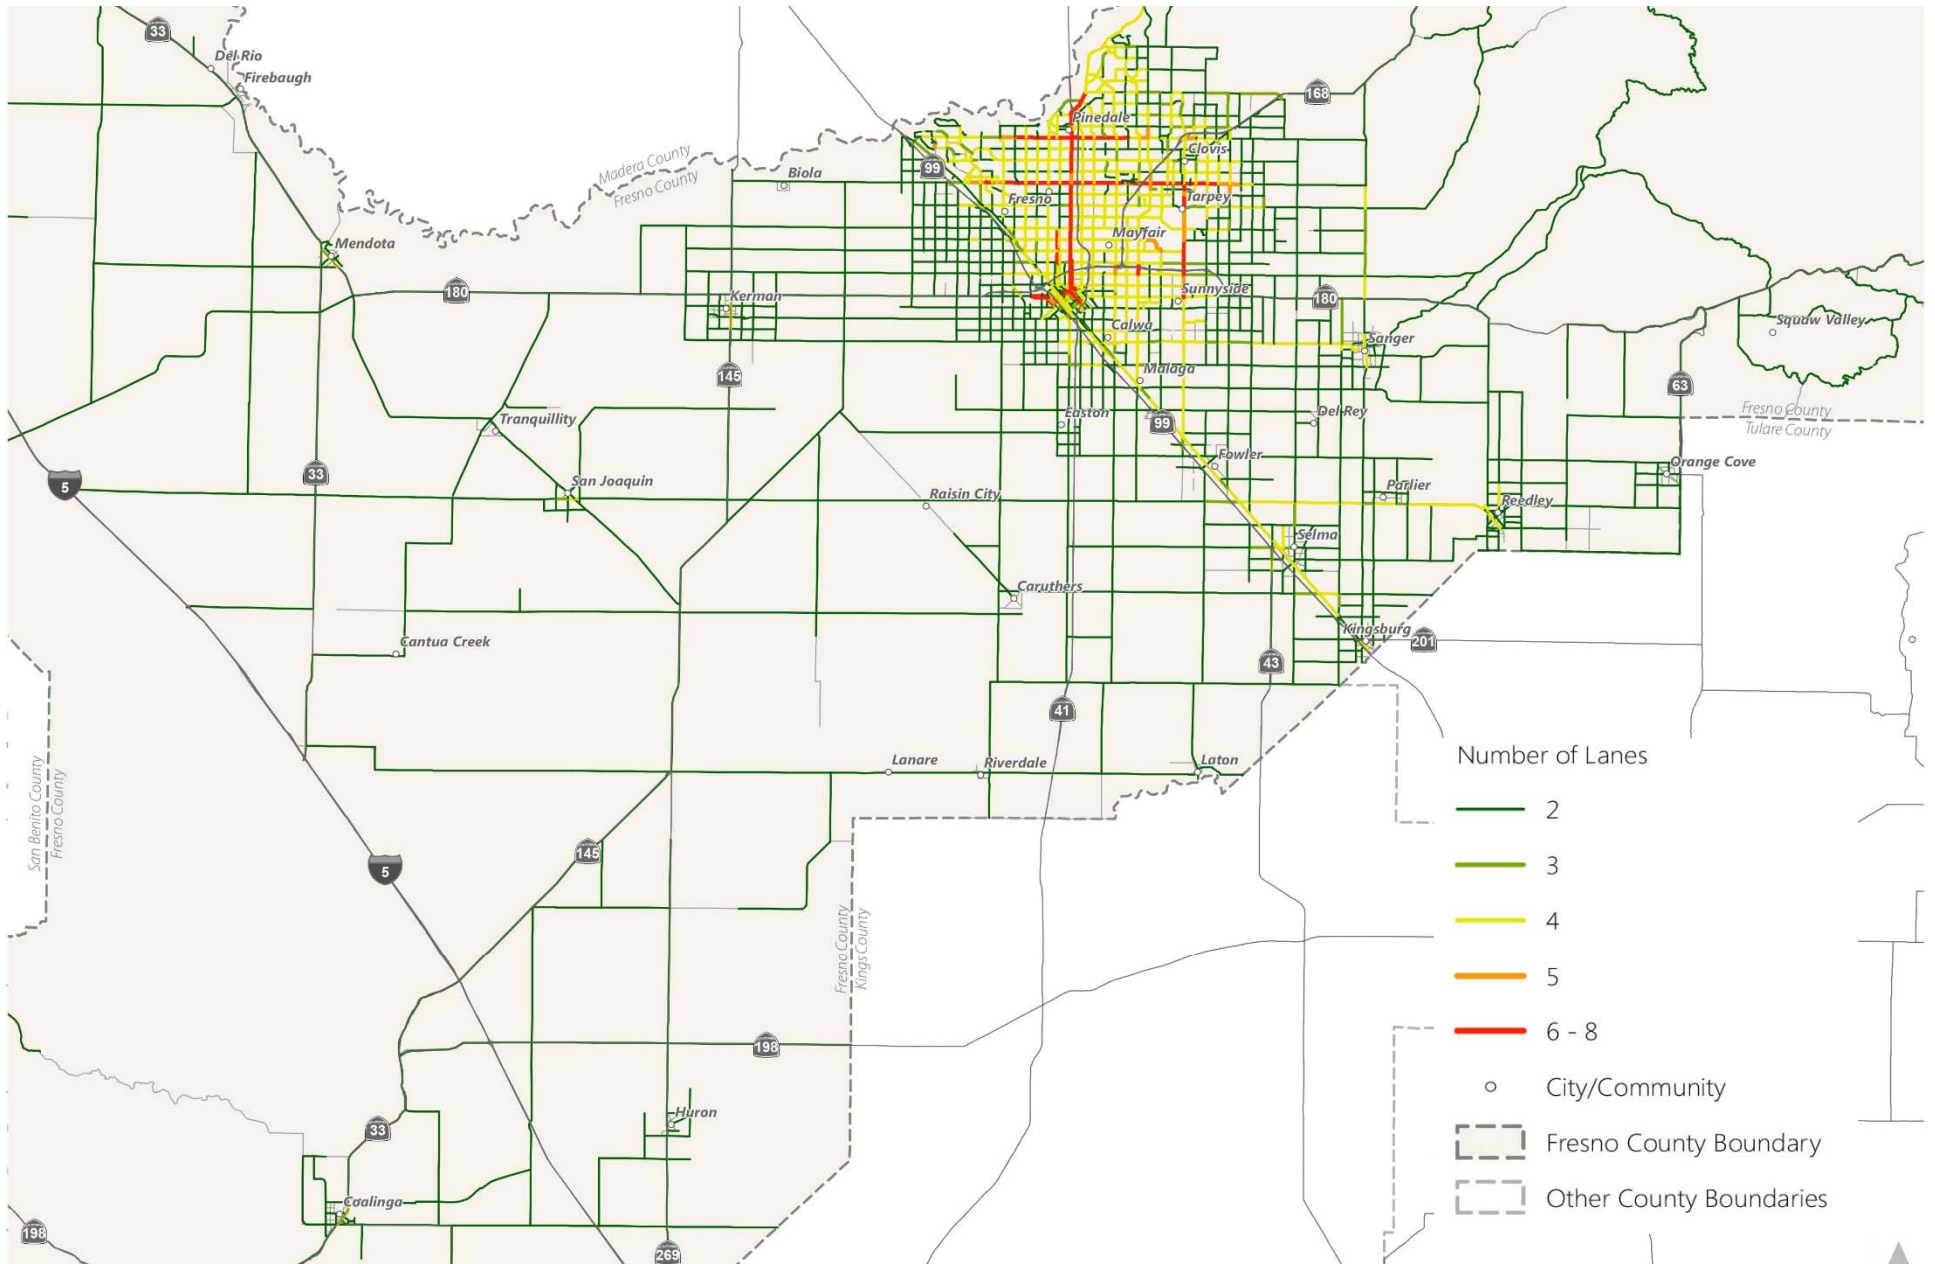 33
Del Rio
Firebaugh
168
Pinedale
Clovis
99
Madera County
Fresno County
Biola
Tarpey
Fresno
Mayfair
Mendota
180
Kerman
Sunnyside
180
Calwa
Squaw Valley
Sanger
145
Malaga
63
Tranquillity
Easton
99
Del Rey
Fresno County
Tulare County
Fowler
33
5
San Joaquin
Raisin City
Parlier
Orange Cove
Reedley
Selma
Caruthers
Cantua Creek
Kingsburg
201
43
41
Lanare
Riverdale
Laton
San Benito County
Fresno County
145
5
Fresno County
Kings County
198
Huron
33
Coalinga
198
269
Number of Lanes
2
3
4
5
6 - 8
City/Community
Fresno County Boundary
Other County Boundaries